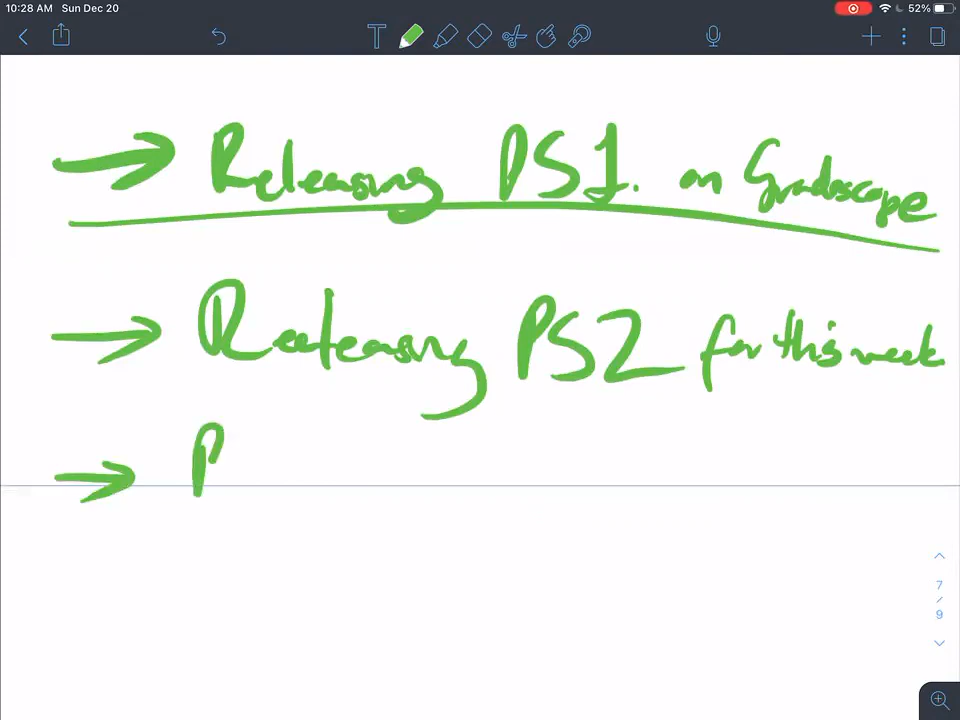 10:28 AM Sun Dec 20
52%
T
→ Releasing PS1. on Gradescope
→ Releasing PS2 for this week
→ P
7
/
9